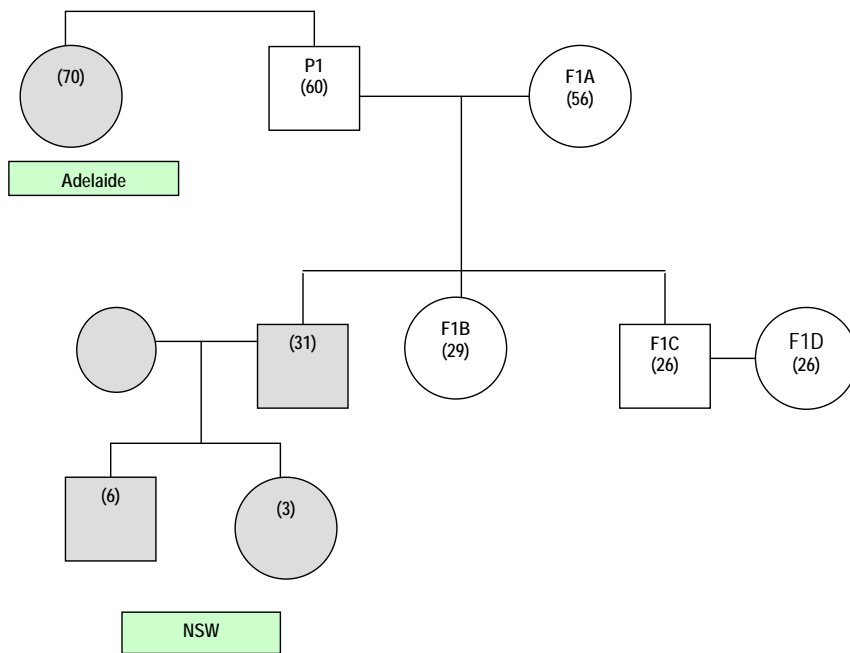 (70)
P1
(60)
F1A
(56)
Adelaide
(31)
F1B
(29)
F1C
(26)
F1D
(26)
(6)
(3)
NSW